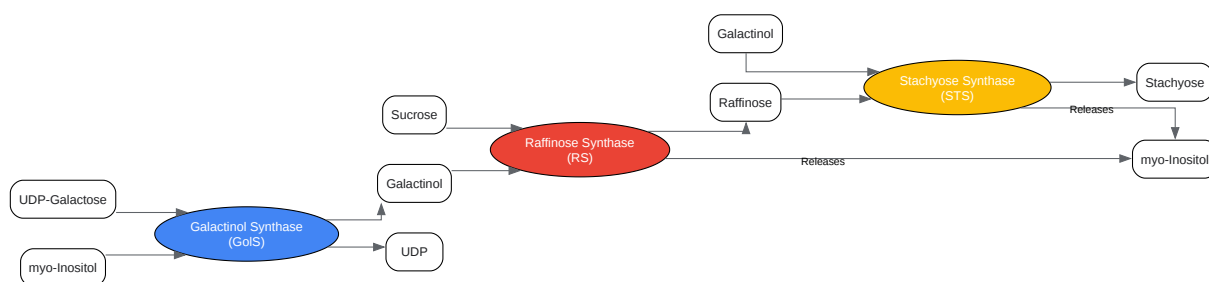 Galactinol
Stachyose Synthase
(STS)
Stachyose
Raffinose
Releases
Sucrose
Raffinose Synthase
(RS)
Releases
myo-Inositol
Galactinol
UDP-Galactose
Galactinol Synthase
(GolS)
UDP
myo-Inositol